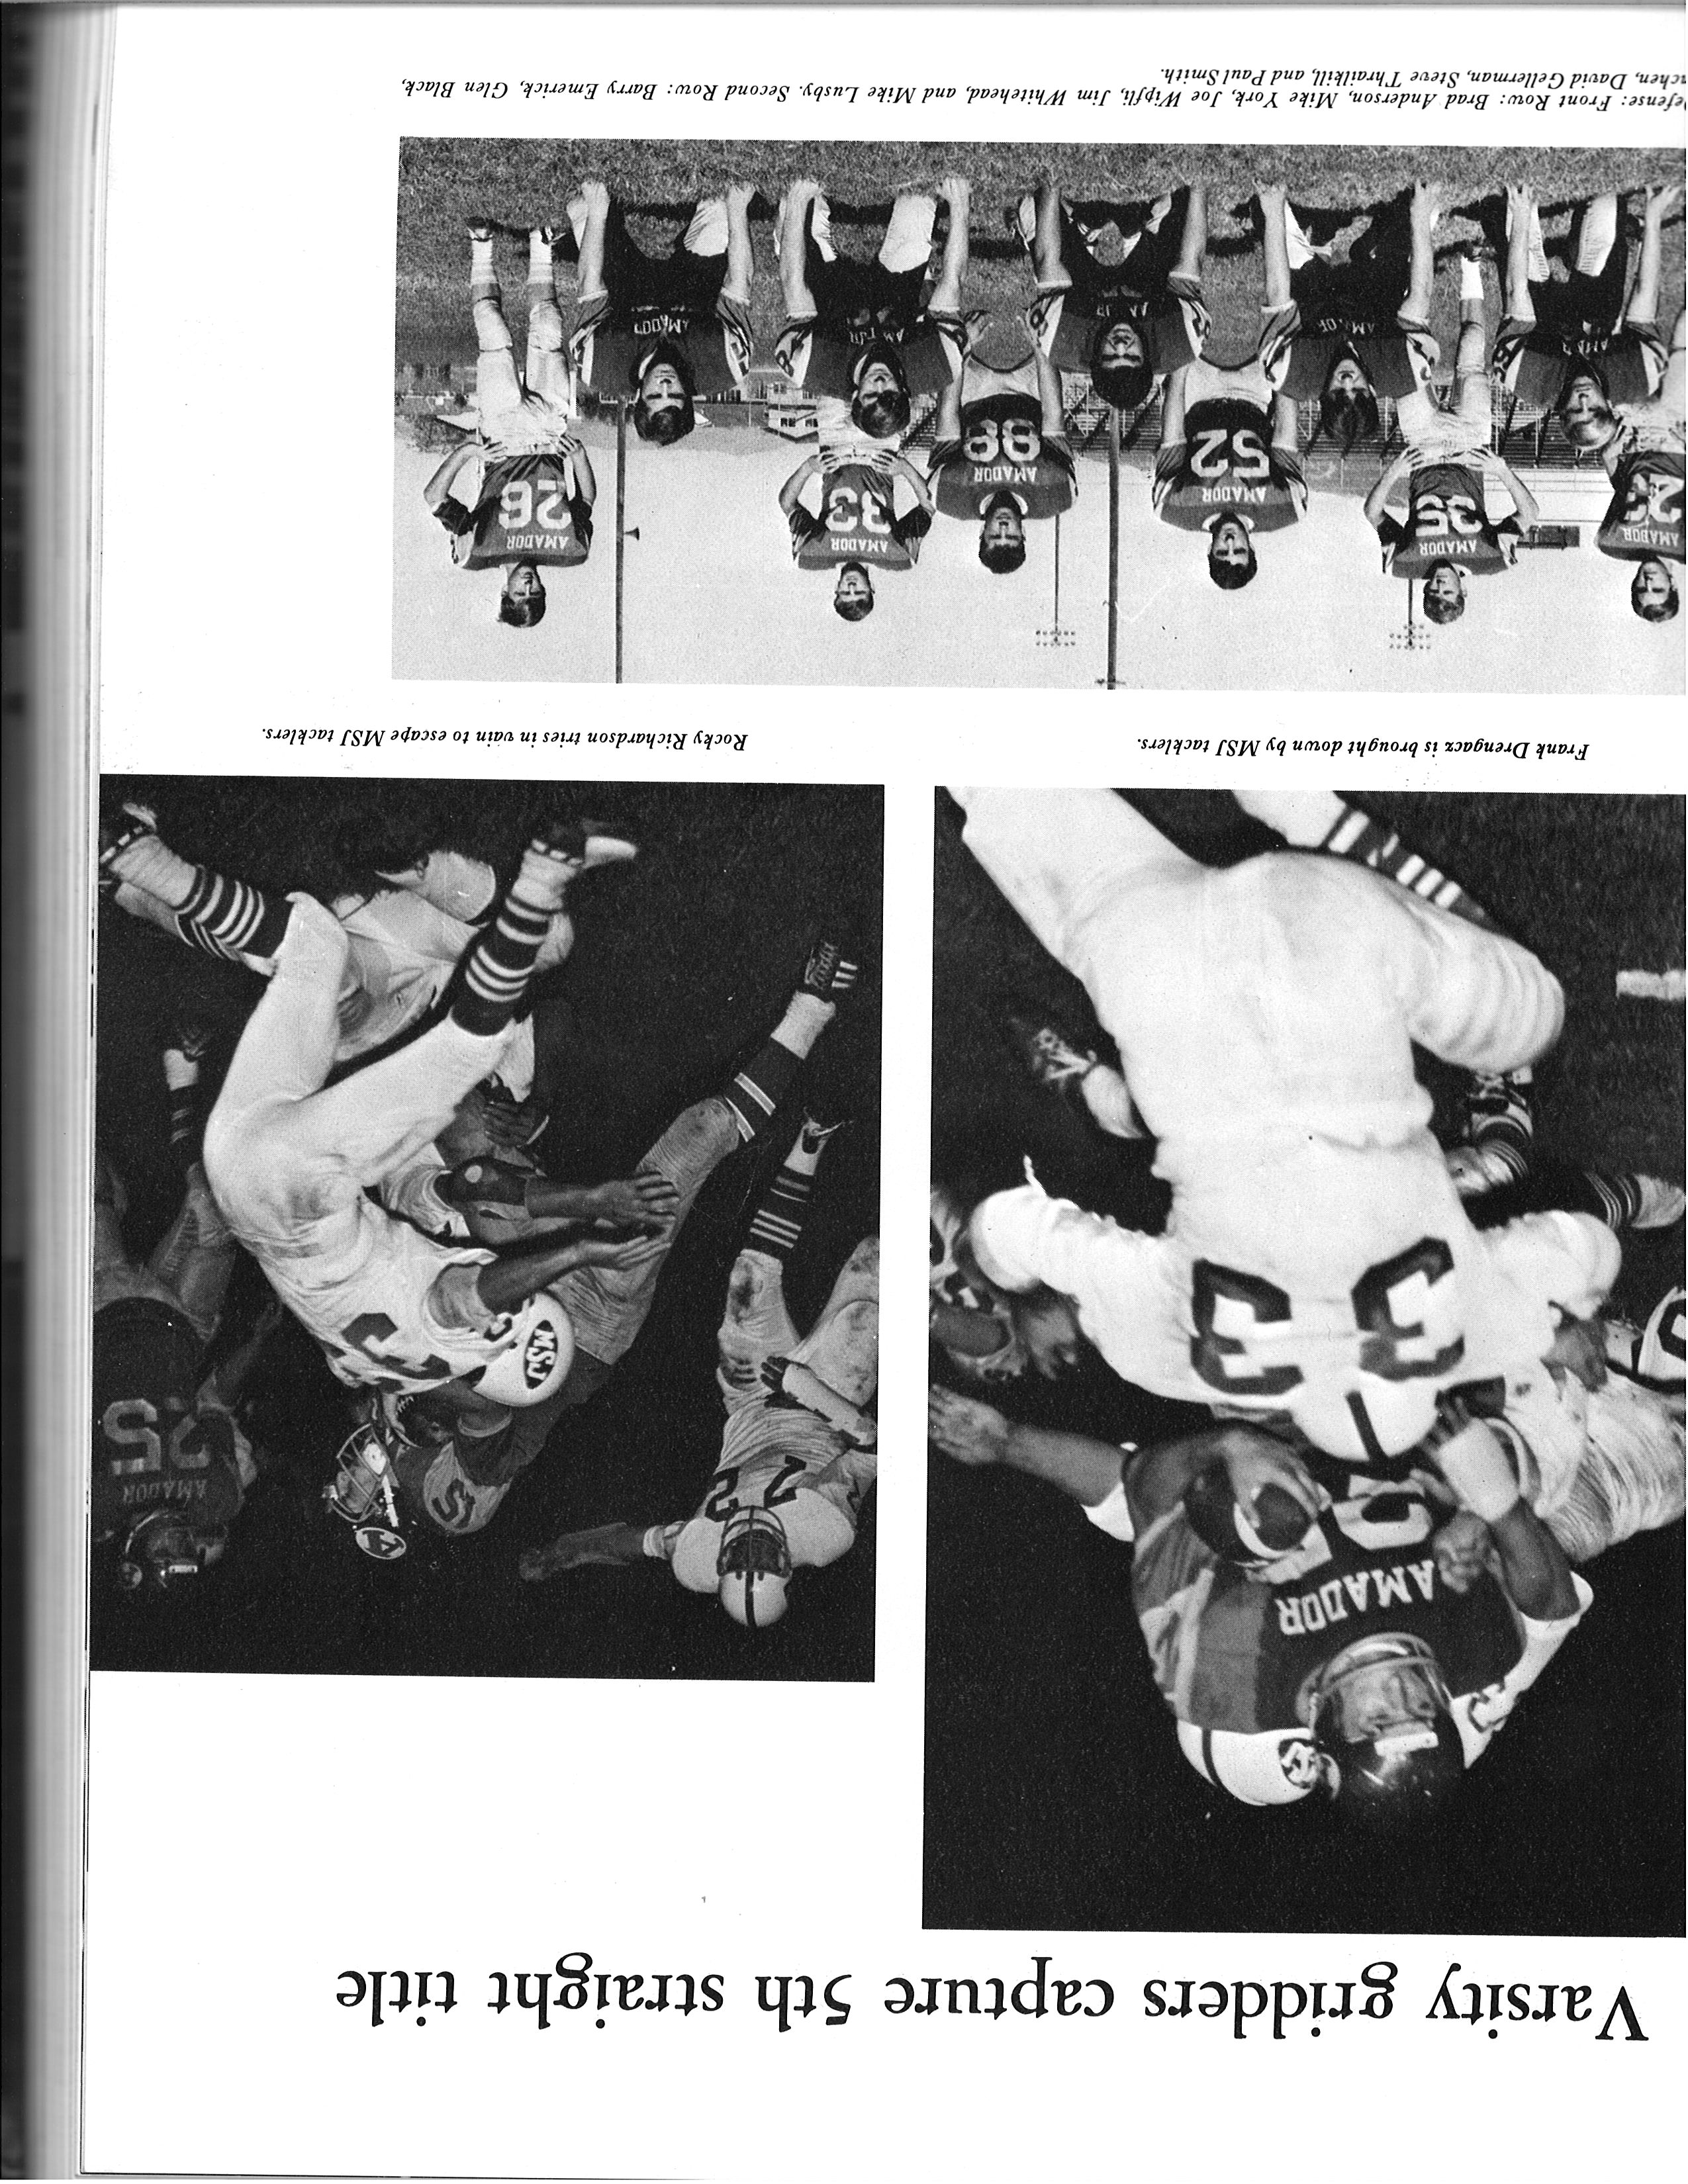 Varsity gridders capture 5th straight title
AMADOR
33
72
MSJ
A
AMADOR
25
Frank Drengacz is brought down by MSJ tacklers.
Rocky Richardson tries in vain to escape MSJ tacklers.
AMADOR
23
AMADOR
35
AMADOR
52
AMADOR
88
AMADOR
33
AMADOR
26
efense: Front Row: Brad Anderson, Mike York, Joe Wipfli, Jim Whitehead, and Mike Lusby. Second Row: Barry Emerick, Glen Black,
chen, David Gellerman, Steve Thrailkill, and Paul Smith.